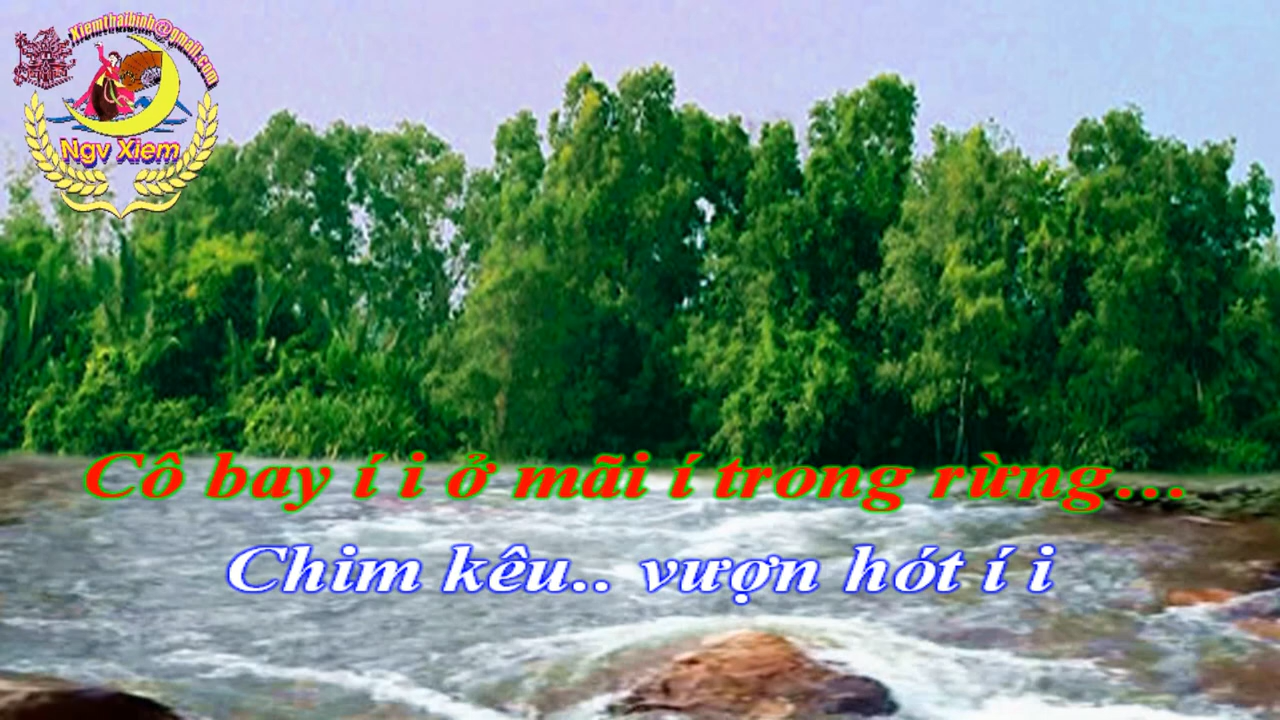 Xiemthaibinh@gmail.com
Ngv Xiem
Cô bay í i ở mãi í trong rừng...
Chim kêu.. vượn hót í i